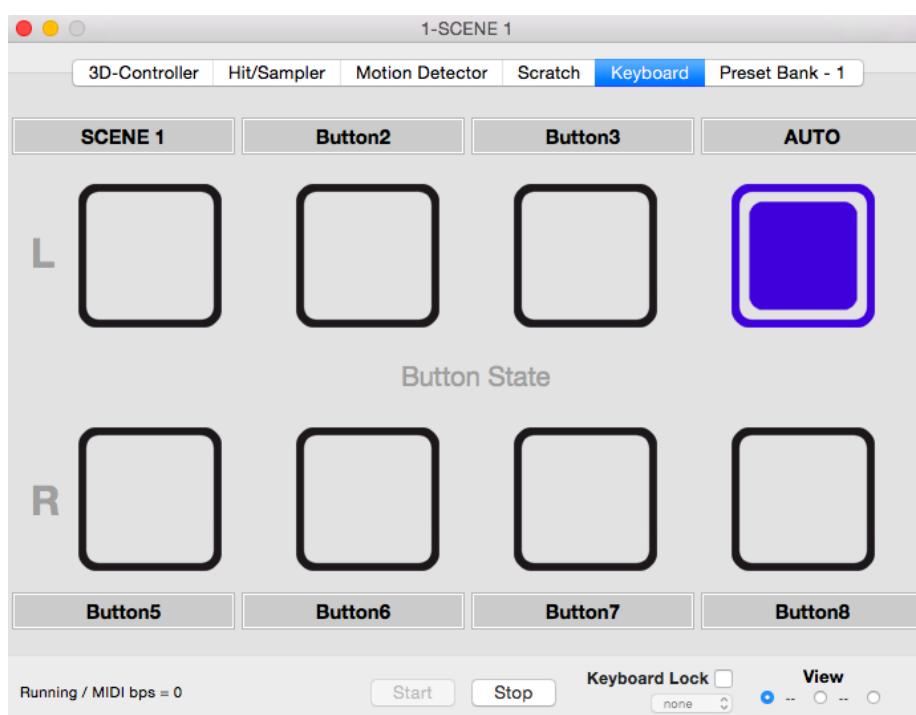 1-SCENE 1
3D-Controller Hit/Sampler Motion Detector Scratch Keyboard Preset Bank - 1
SCENE 1 Button2 Button3 AUTO
L
Button State
R
Button5 Button6 Button7 Button8
Running / MIDI bps = 0 Start Stop Keyboard Lock View
none -- --